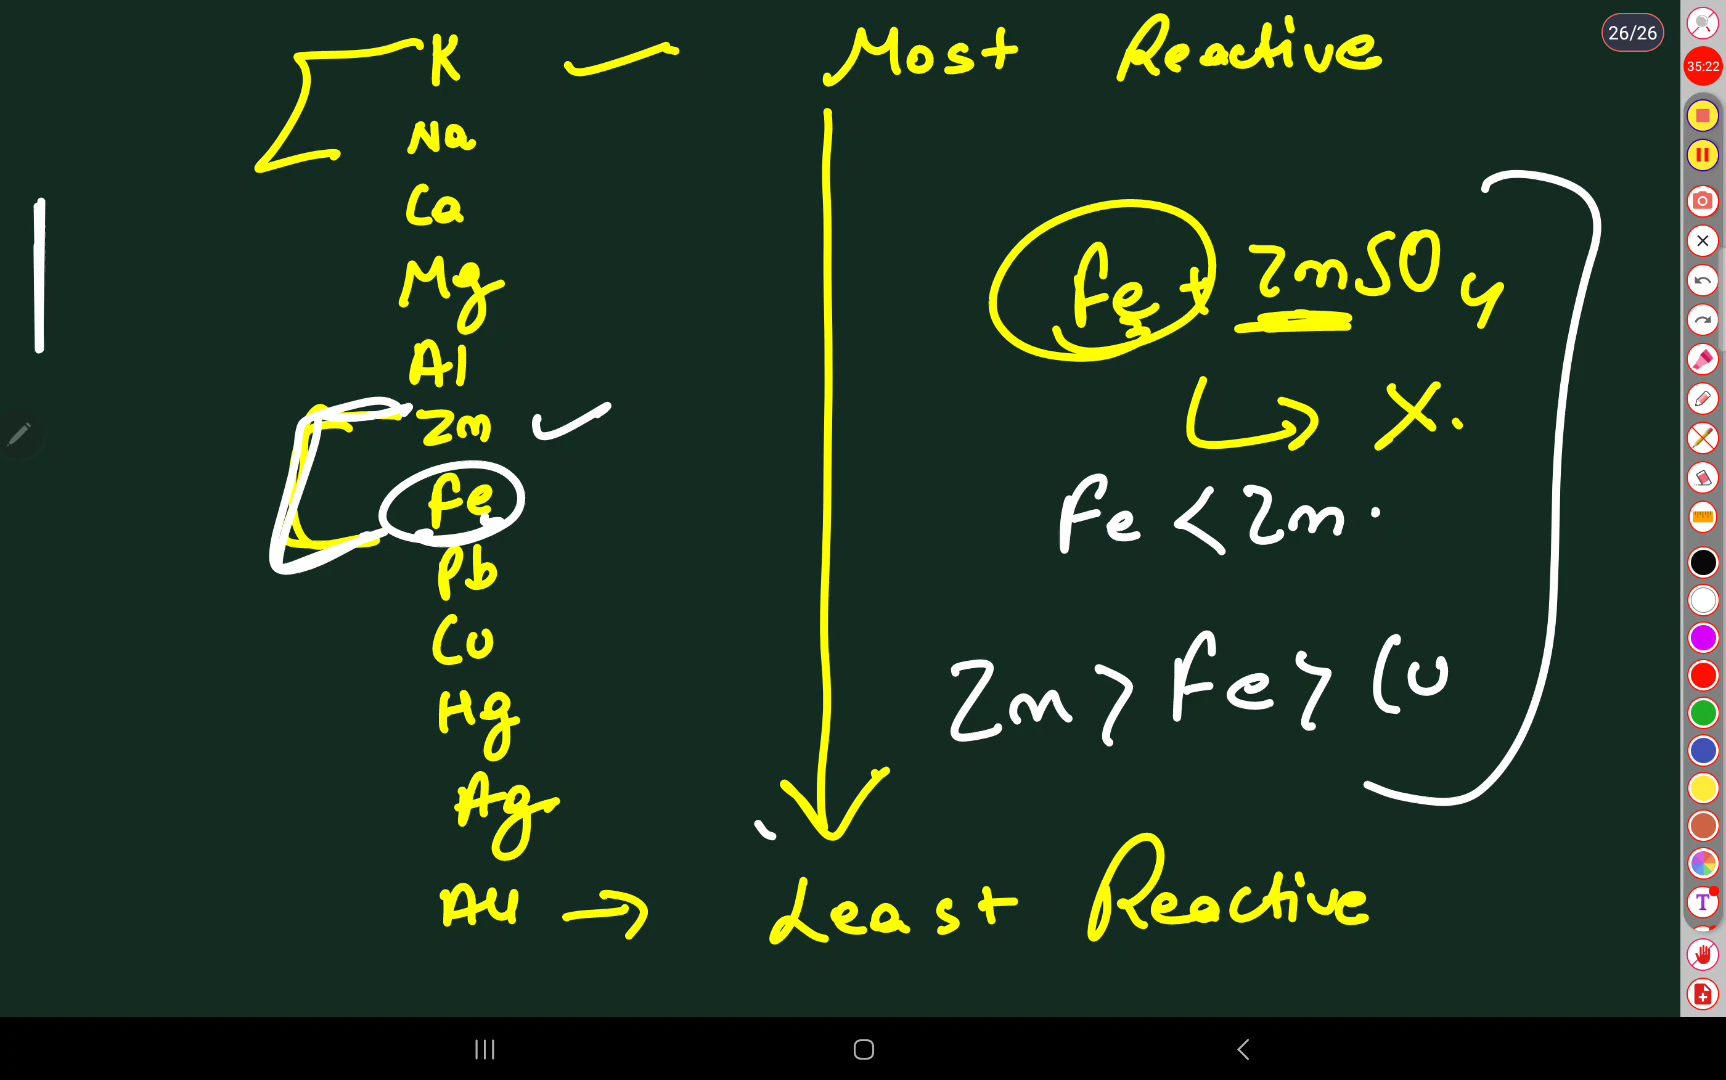 K Most Reactive
Na
Ca
Mg
Al
Zn
Fe
Pb
Cu
Hg
Ag
Au → Least Reactive
Fe + ZnSO4
↳ X.
Fe < Zn.
Zn > Fe > Cu
26/26
35:22
T